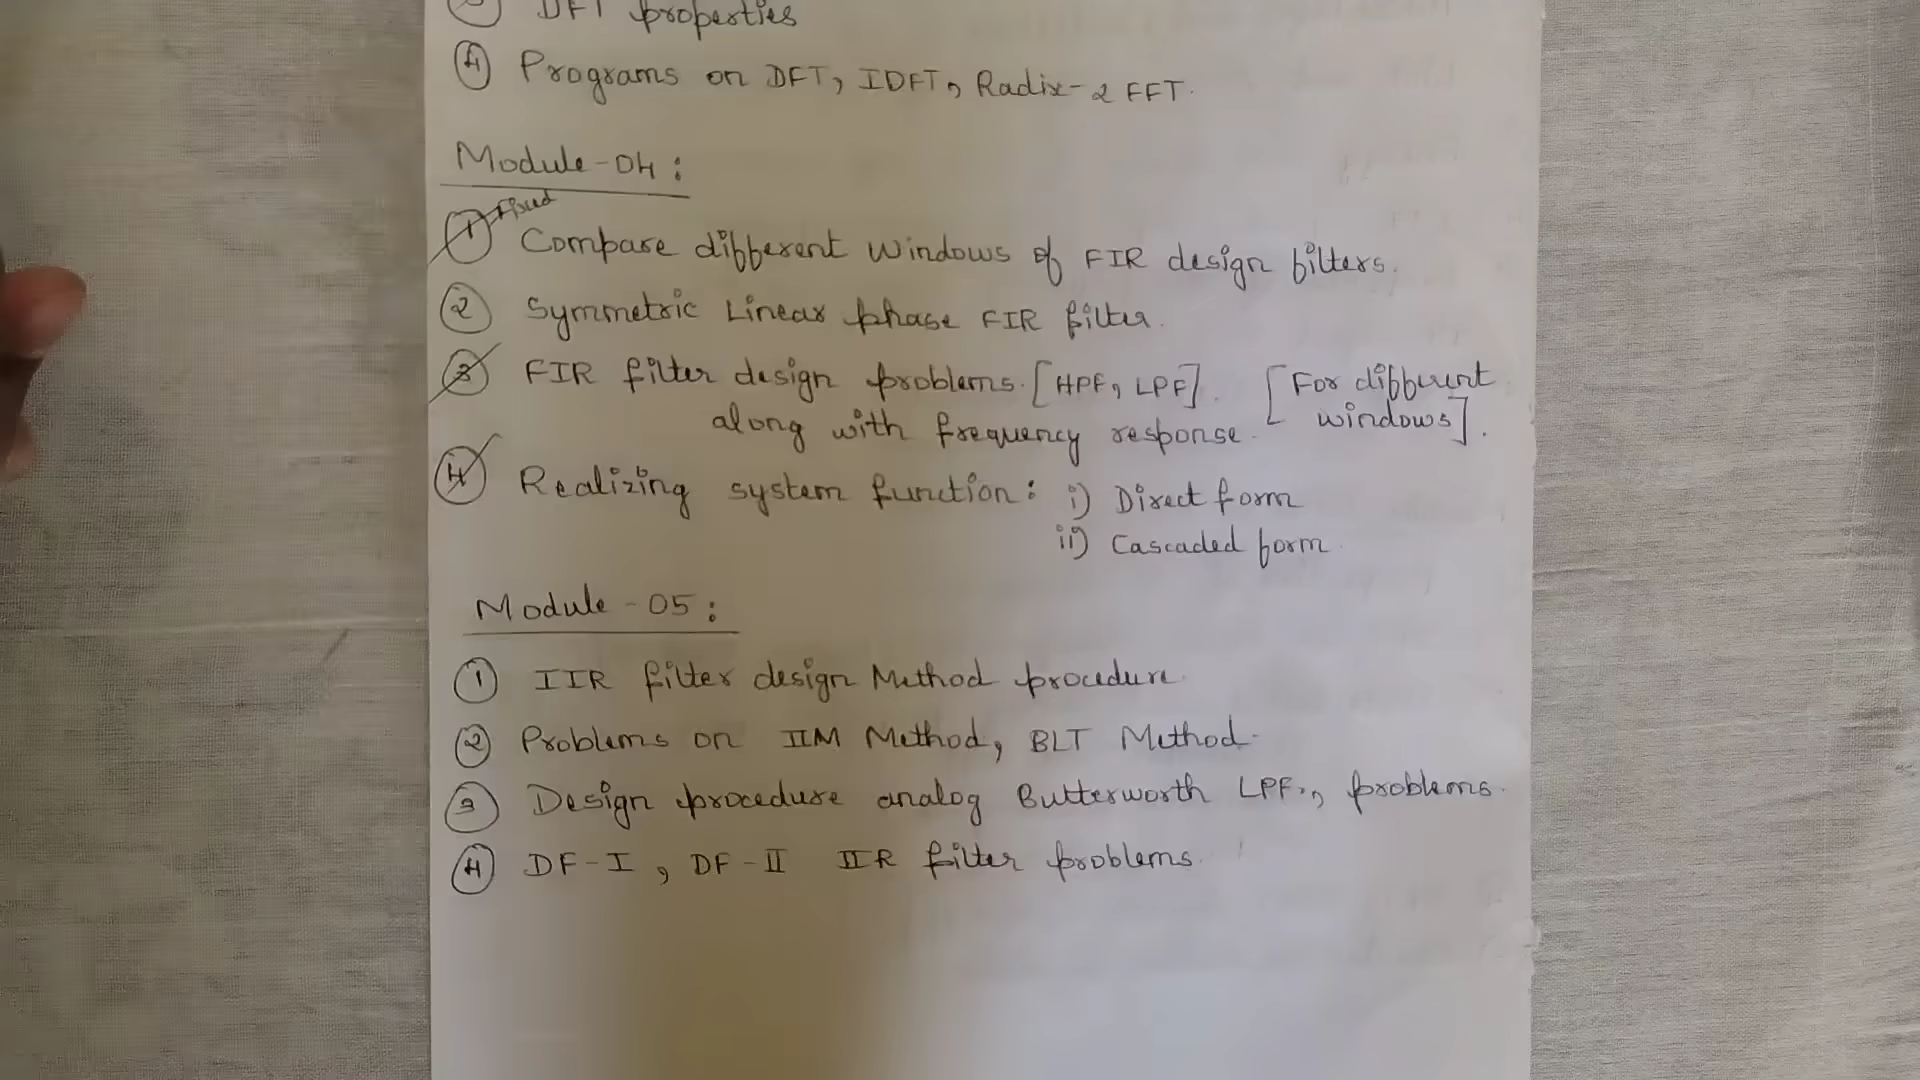 ③ DFT properties
④ Programs on DFT, IDFT, Radix-2 FFT.
Module-04:
Fixed
① Compare different Windows of FIR design filters.
② Symmetric Linear phase FIR filter.
③ FIR filter design problems. [HPF, LPF]. [For different
along with frequency response. windows].
④ Realizing system function: i) Direct form
ii) Cascaded form
Module-05:
① IIR filter design Method procedure.
② Problems on IIM Method, BLT Method.
③ Design procedure analog Butterworth LPF., problems.
④ DF-I, DF-II IIR filter problems.